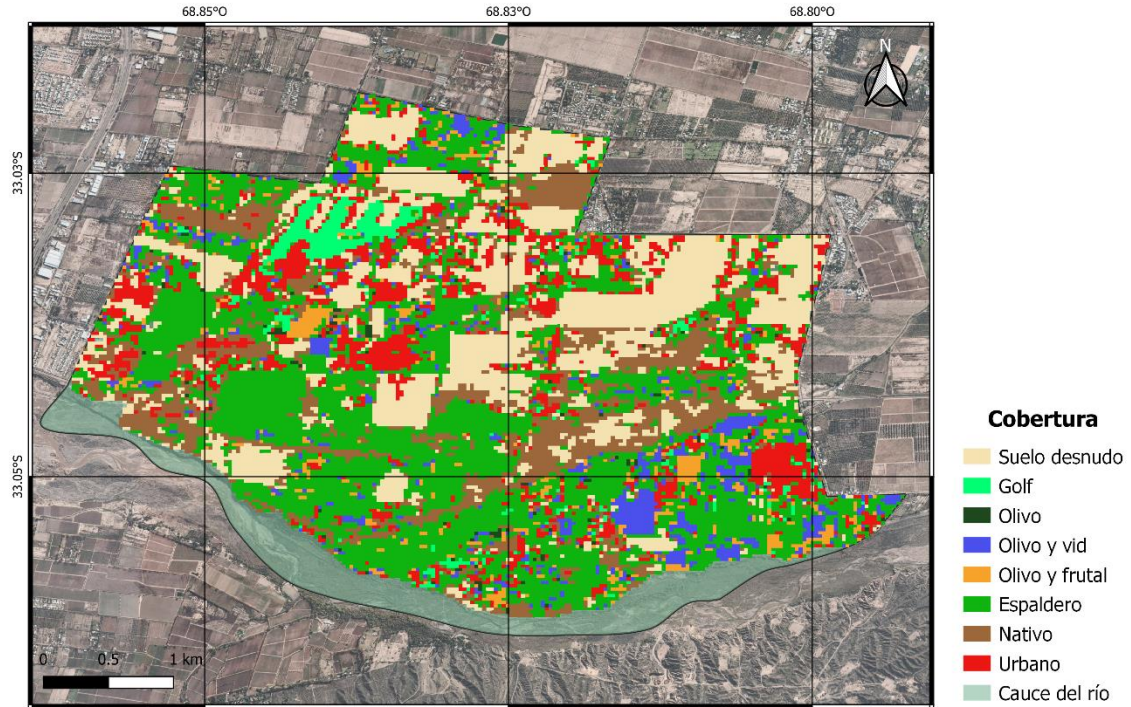 68.85°O 68.83°O 68.80°O
N
33.03°S
33.05°S
0 0.5 1 km
Cobertura
Suelo desnudo
Golf
Olivo
Olivo y vid
Olivo y frutal
Espaldero
Nativo
Urbano
Cauce del río